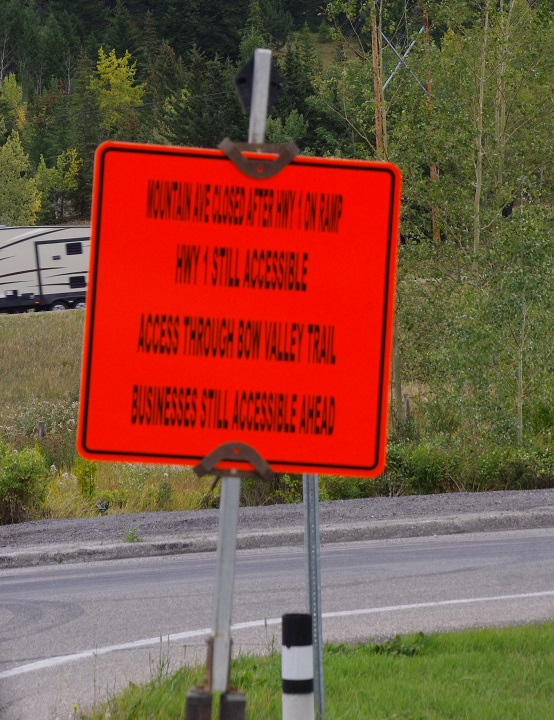 MOUNTAIN AVE CLOSED AFTER HWY 1 ON RAMP
HWY 1 STILL ACCESSIBLE
ACCESS THROUGH BOW VALLEY TRAIL
BUSINESSES STILL ACCESSIBLE AHEAD